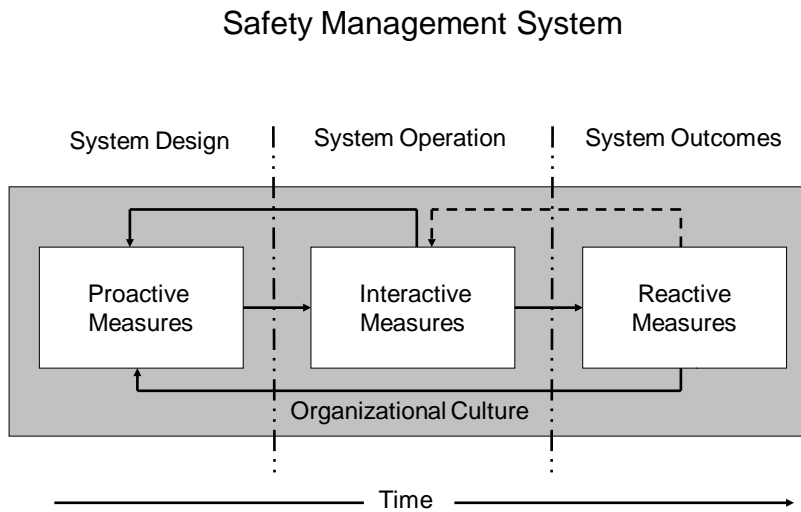 Safety Management System
System Design
System Operation
System Outcomes
Proactive
Measures
Interactive
Measures
Reactive
Measures
Organizational Culture
Time